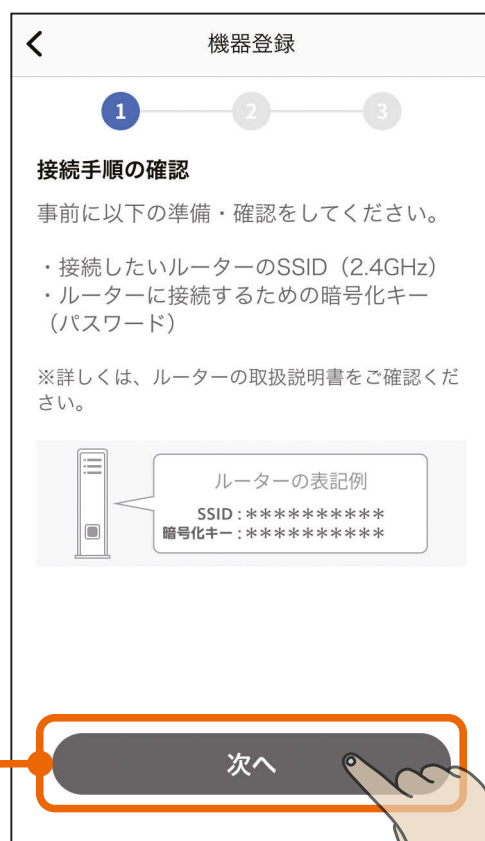 機器登録
1 2 3
接続手順の確認
事前に以下の準備・確認をしてください。
・接続したいルーターのSSID（2.4GHz）
・ルーターに接続するための暗号化キー
（パスワード）
※詳しくは、ルーターの取扱説明書をご確認くだ
さい。
ルーターの表記例
SSID : **********
暗号化キー : **********
次へ